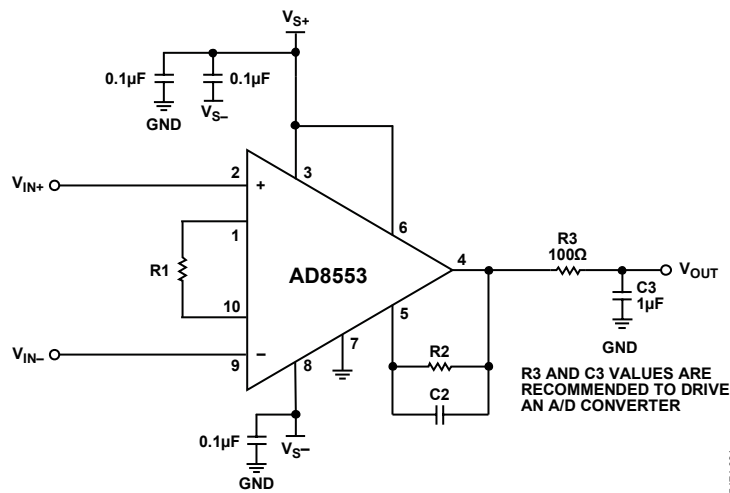 VS+
0.1µF
0.1µF
VS–
GND
3
2
VIN+
+
6
1
R3
100Ω
4
R1
AD8553
VOUT
C3
1µF
10
5
GND
7
R2
VIN–
–
9
8
R3 AND C3 VALUES ARE
RECOMMENDED TO DRIVE
AN A/D CONVERTER
C2
0.1µF
VS–
GND